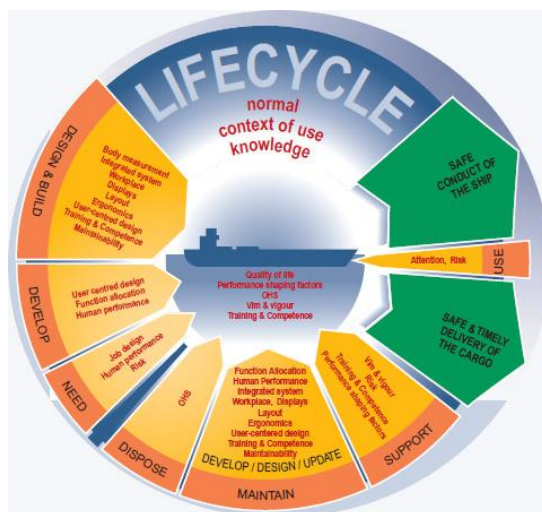 LIFECYCLE
normal
context of use
knowledge
DESIGN & BUILD
Body measurement
Integrated system
Workplace
Displays
Layout
Ergonomics
User-centred design
Training & Competence
Maintainability
DEVELOP
User centred design
Function allocation
Human performance
NEED
Job design
Human performance
Risk
DISPOSE
OHS
Function Allocation
Human Performance
Integrated system
Workplace, Displays
Layout
Ergonomics
User-centered design
Training & Competence
Maintainability
DEVELOP / DESIGN / UPDATE
MAINTAIN
Vim & vigour
Risk
Training & Competence
Performance shaping factors
SUPPORT
SAFE & TIMELY
DELIVERY OF
THE CARGO
Attention, Risk
USE
SAFE
CONDUCT OF
THE SHIP
Quality of life
Performance shaping factors
OHS
Vim & vigour
Training & Competence